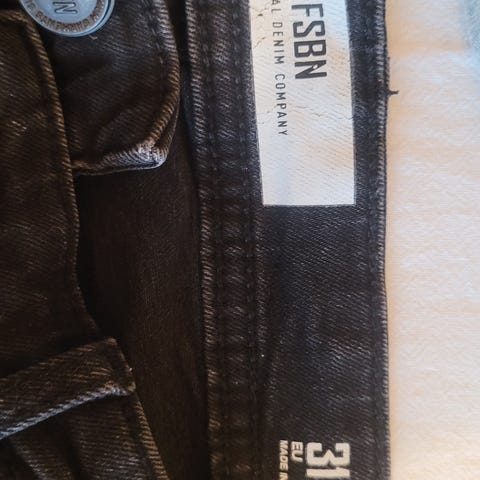 FSBN
AL DENIM COMPANY
31
EU
MADE IN
N